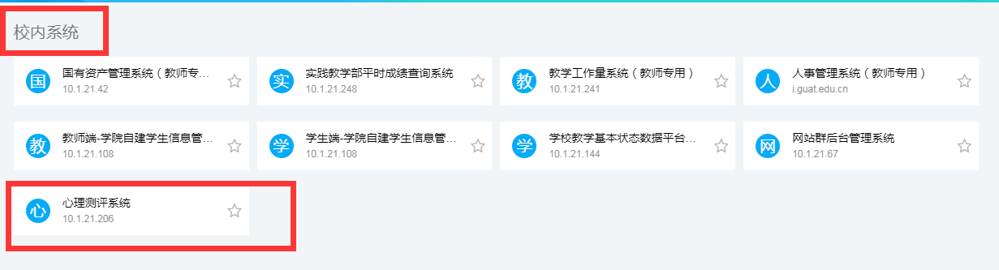 校内系统
国 国有资产管理系统（教师专...
10.1.21.42
实 实践教学部平时成绩查询系统
10.1.21.248
教 教学工作量系统（教师专用）
10.1.21.241
人 人事管理系统（教师专用）
i.guat.edu.cn
教 教师端-学院自建学生信息管...
10.1.21.108
学 学生端-学院自建学生信息管...
10.1.21.108
学 学校教学基本状态数据平台...
10.1.21.144
网 网站群后台管理系统
10.1.21.67
心 心理测评系统
10.1.21.206